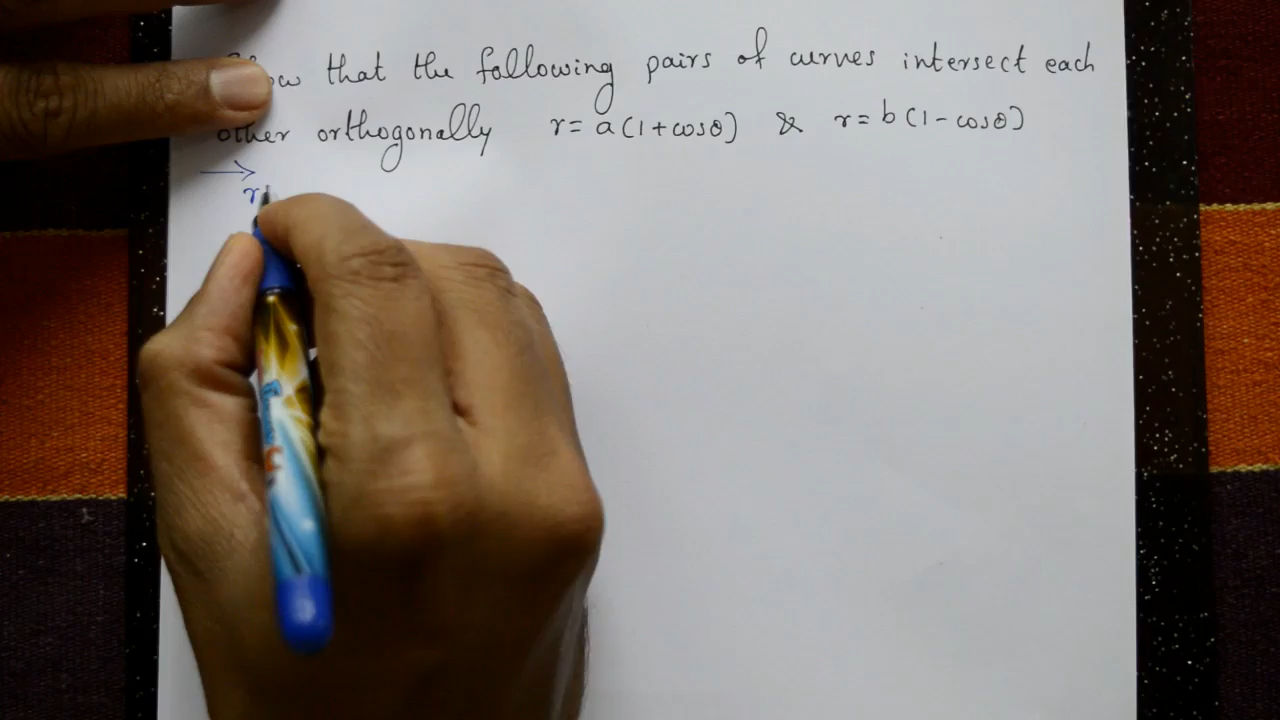 that the following pairs of curves intersect each
other orthogonally r = a (1 + cosθ) & r = b (1 - cosθ)
→
r